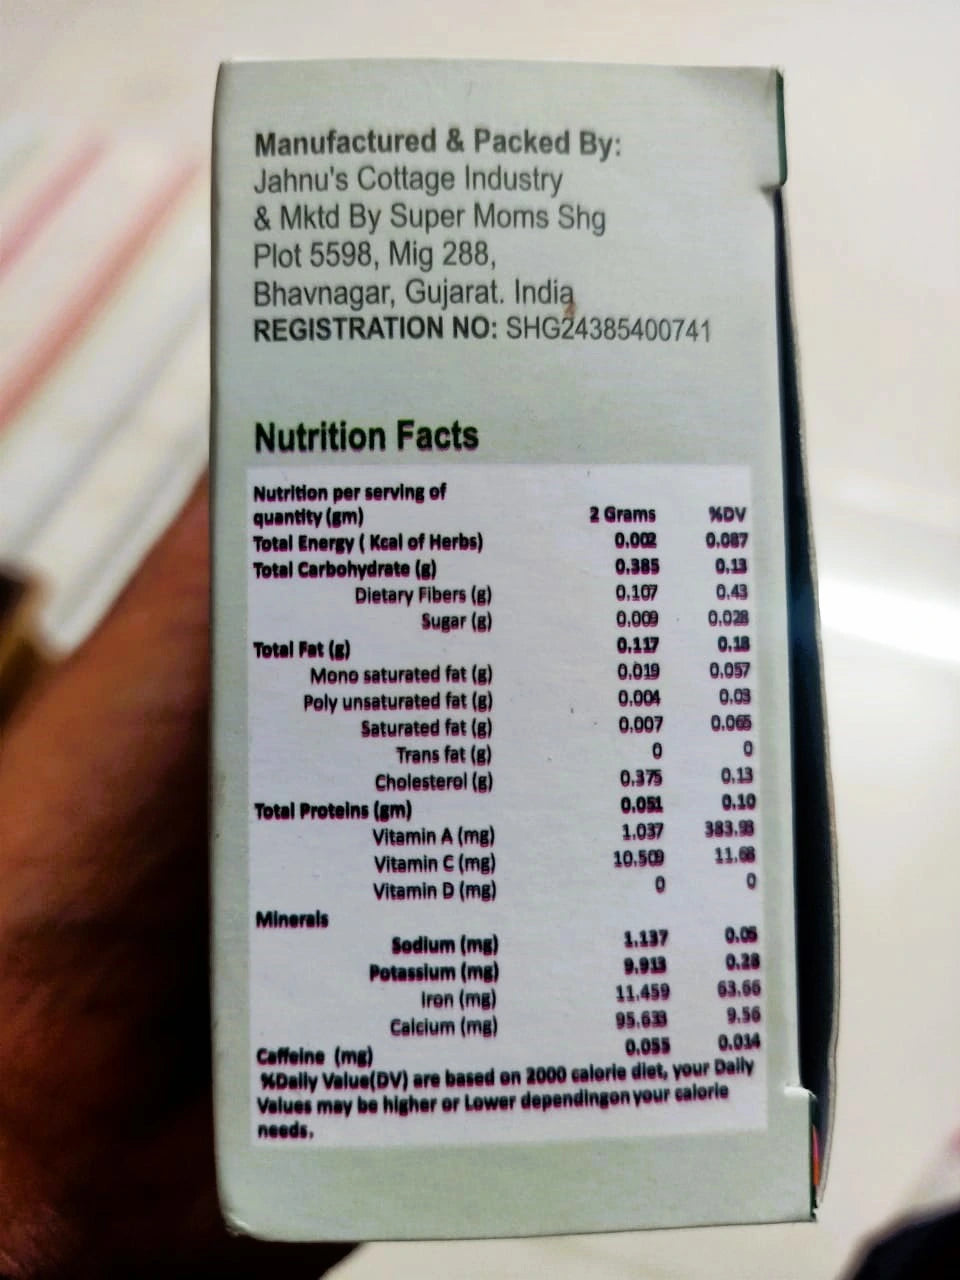 Manufactured & Packed By:
Jahnu's Cottage Industry
& Mktd By Super Moms Shg
Plot 5598, Mig 288,
Bhavnagar, Gujarat. India
REGISTRATION NO: SHG24385400741
Nutrition Facts
Nutrition per serving of
quantity (gm) 2 Grams %DV
Total Energy ( Kcal of Herbs) 0.002 0.087
Total Carbohydrate (g) 0.385 0.13
Dietary Fibers (g) 0.107 0.43
Sugar (g) 0.009 0.028
Total Fat (g) 0.117 0.18
Mono saturated fat (g) 0.019 0.057
Poly unsaturated fat (g) 0.004 0.03
Saturated fat (g) 0.007 0.065
Trans fat (g) 0 0
Cholesterol (g) 0.375 0.13
Total Proteins (gm) 0.051 0.10
Vitamin A (mg) 1.037 383.93
Vitamin C (mg) 10.509 11.68
Vitamin D (mg) 0 0
Minerals
Sodium (mg) 1.137 0.05
Potassium (mg) 9.913 0.28
Iron (mg) 11.459 63.66
Calcium (mg) 95.633 9.56
Caffeine (mg) 0.055 0.014
%Daily Value(DV) are based on 2000 calorie diet, your Daily
Values may be higher or Lower dependingon your calorie
needs.